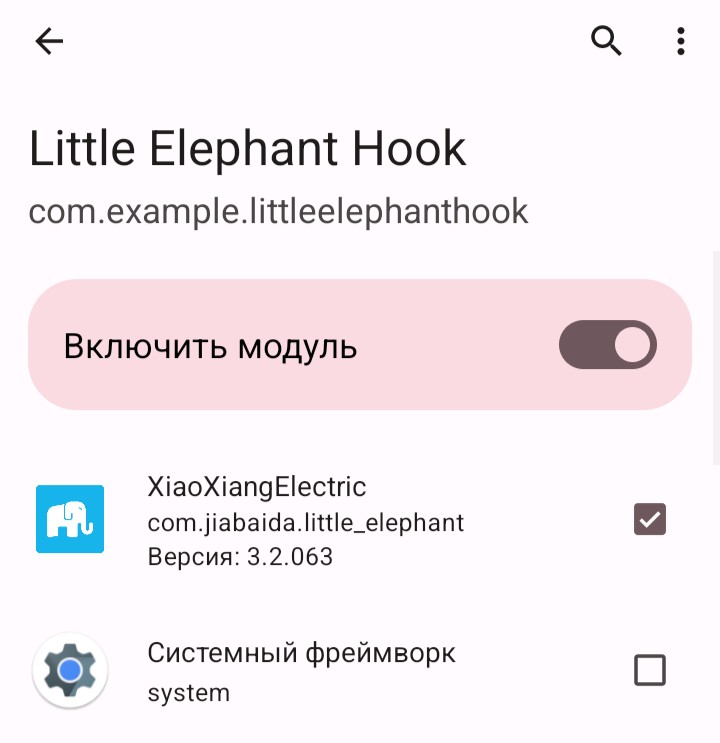 Little Elephant Hook
com.example.littleelephanthook
Включить модуль
XiaoXiangElectric
com.jiabaida.little_elephant
Версия: 3.2.063
Системный фреймворк
system